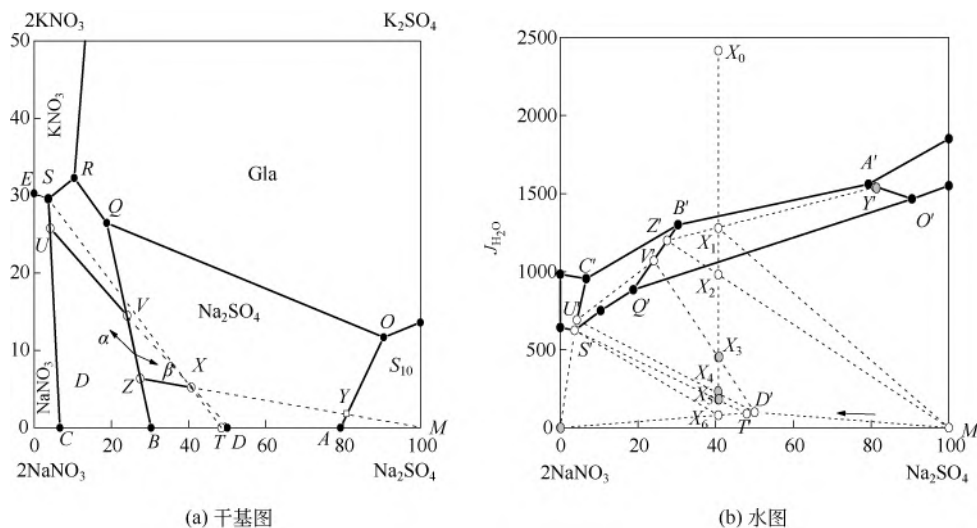 2KNO₃
K₂SO₄
50
40
30
20
10
0
KNO₃
Gla
E
S
R
Q
U
Na₂SO₄
V
O
α
β
X
S₁₀
NaNO₃
D
Z
Y
C
B
T
D
A
M
0
20
40
60
80
100
2NaNO₃
Na₂SO₄
(a) 干基图
2500
2000
1500
1000
500
0
J_H₂O
X₀
A′
B′
Y′
O′
Z′
X₁
C′
V′
X₂
Q′
U′
S′
X₃
X₄
X₅
D′
X₆
T′
M
0
20
40
60
80
100
2NaNO₃
Na₂SO₄
(b) 水图